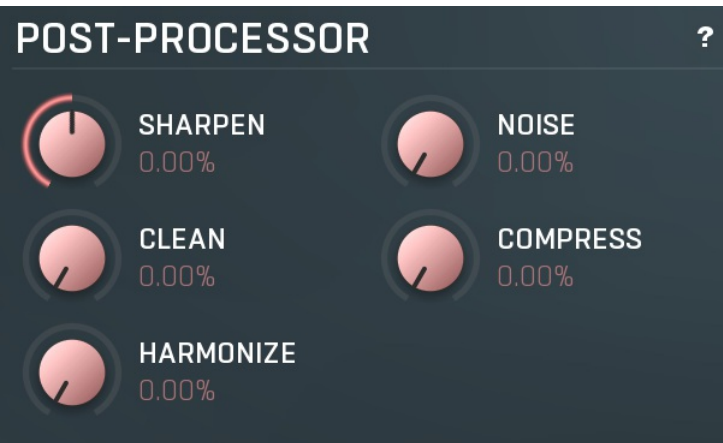 POST-PROCESSOR ?
SHARPEN
0.00%
NOISE
0.00%
CLEAN
0.00%
COMPRESS
0.00%
HARMONIZE
0.00%